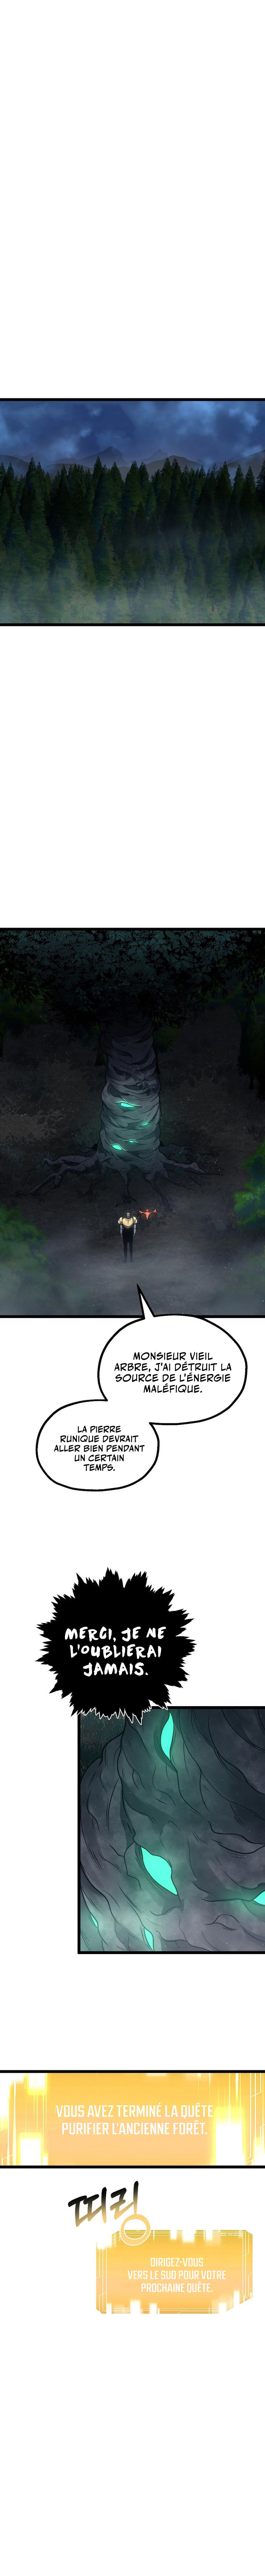 MONSIEUR VIEIL
ARBRE, J'AI DÉTRUIT LA
SOURCE DE L'ÉNERGIE
MALÉFIQUE.
LA PIERRE
RUNIQUE DEVRAIT
ALLER BIEN PENDANT
UN CERTAIN
TEMPS.
MERCI, JE NE
L'OUBLIERAI
JAMAIS.
VOUS AVEZ TERMINÉ LA QUÊTE
PURIFIER L'ANCIENNE FORÊT.
띠링
DIRIGEZ-VOUS
VERS LE SUD POUR VOTRE
PROCHAINE QUÊTE.